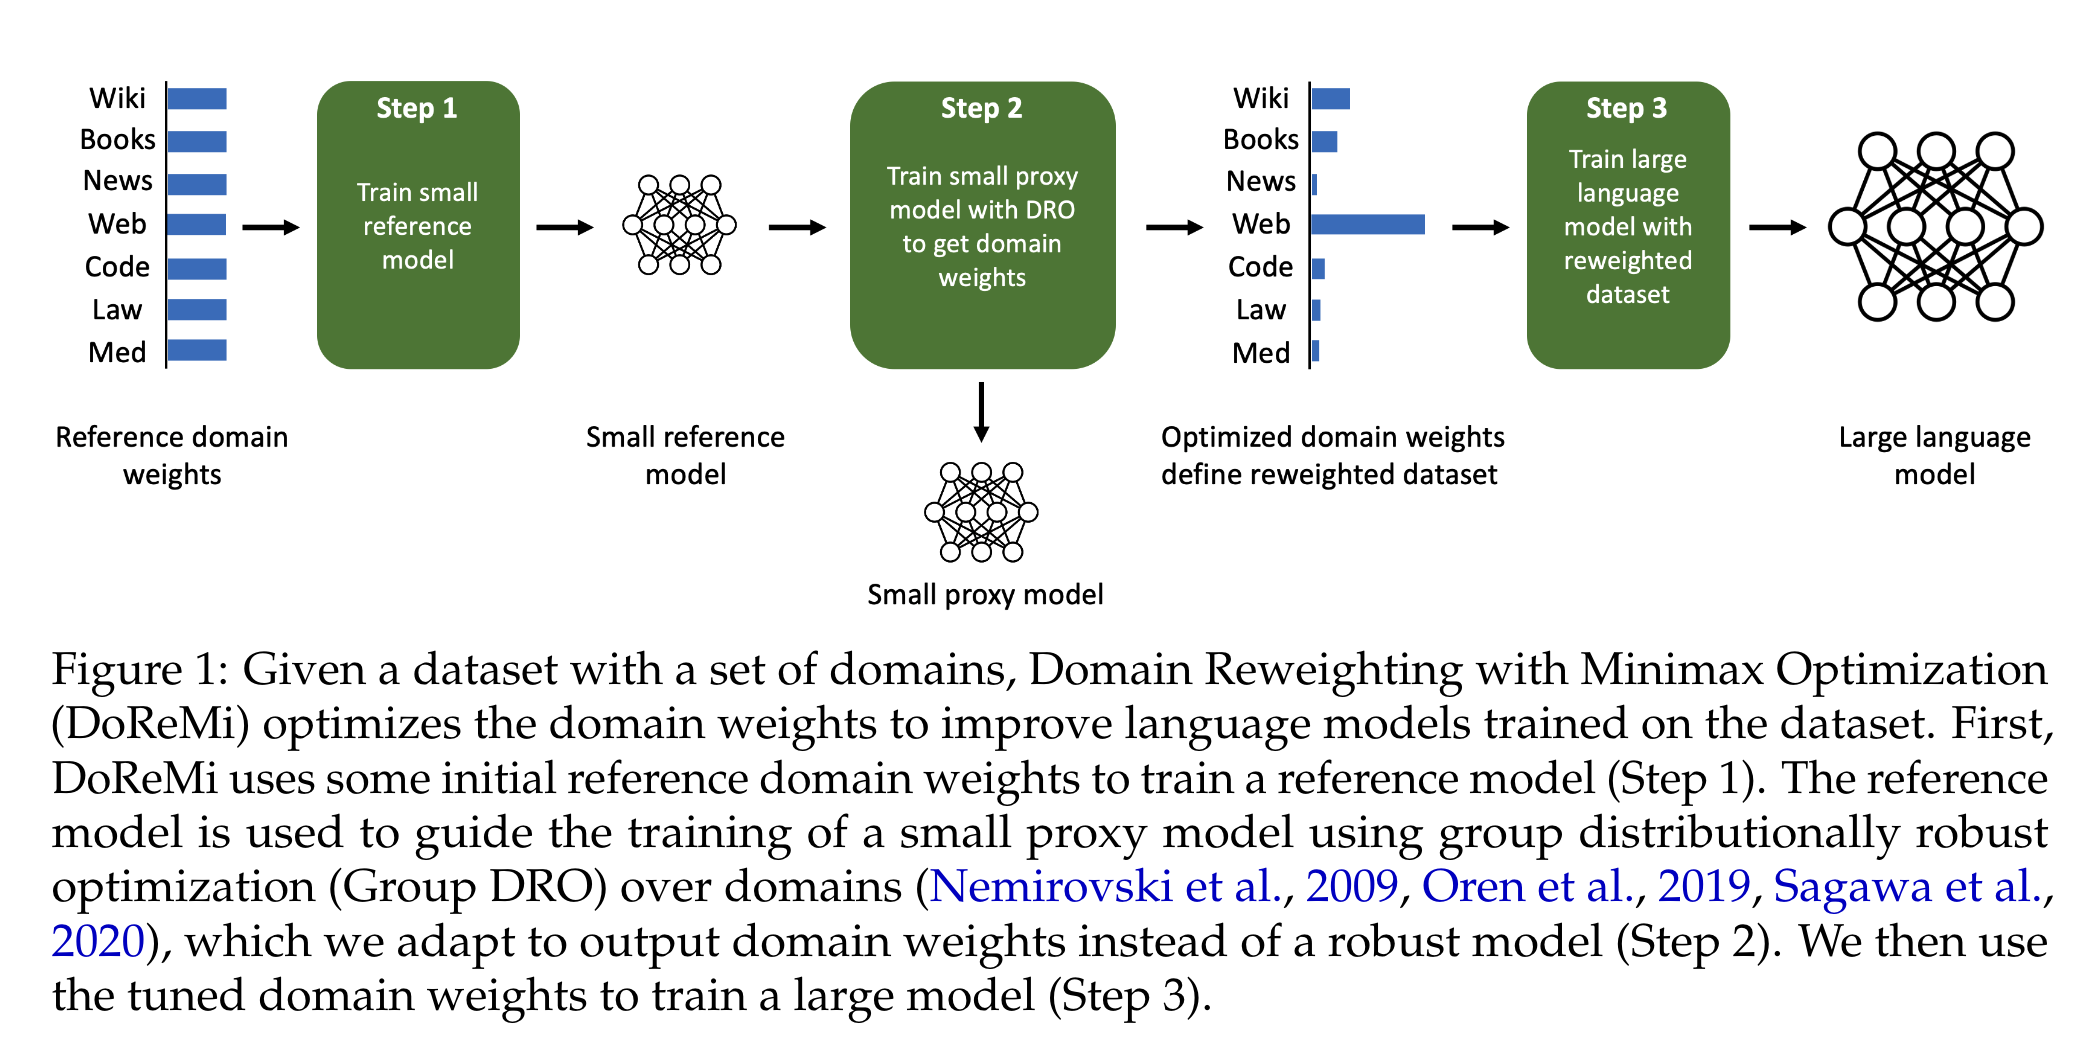 Wiki
Books
News
Web
Code
Law
Med
Reference domain
weights
Step 1
Train small
reference
model
Small reference
model
Step 2
Train small proxy
model with DRO
to get domain
weights
Small proxy model
Wiki
Books
News
Web
Code
Law
Med
Optimized domain weights
define reweighted dataset
Step 3
Train large
language
model with
reweighted
dataset
Large language
model
Figure 1: Given a dataset with a set of domains, Domain Reweighting with Minimax Optimization
(DoReMi) optimizes the domain weights to improve language models trained on the dataset. First,
DoReMi uses some initial reference domain weights to train a reference model (Step 1). The reference
model is used to guide the training of a small proxy model using group distributionally robust
optimization (Group DRO) over domains (Nemirovski et al., 2009, Oren et al., 2019, Sagawa et al.,
2020), which we adapt to output domain weights instead of a robust model (Step 2). We then use
the tuned domain weights to train a large model (Step 3).